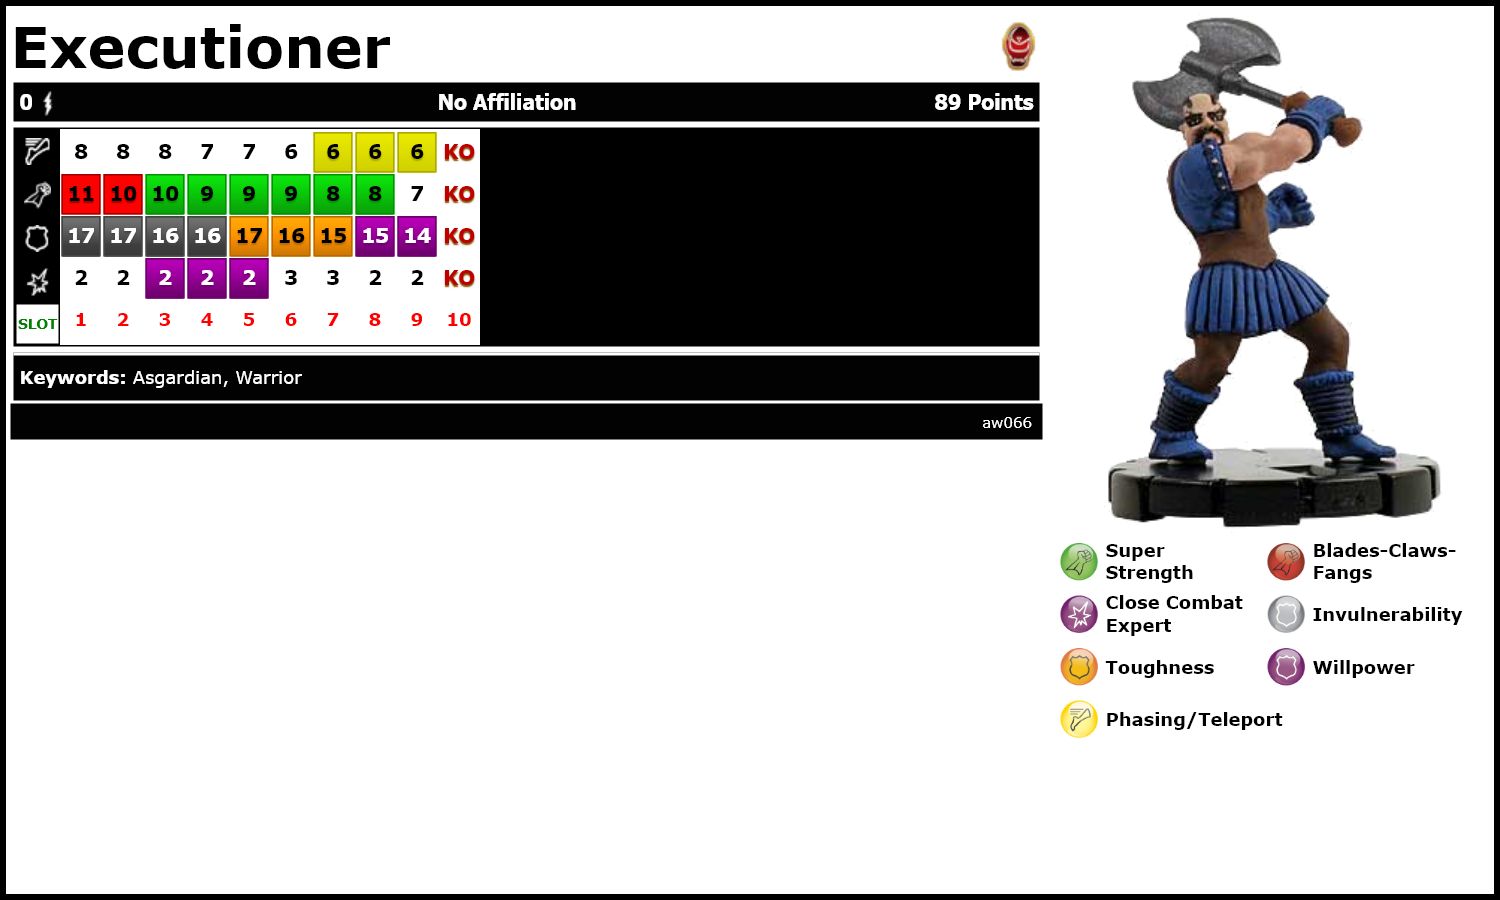 Executioner
0 No Affiliation 89 Points
8 8 8 7 7 6 6 6 6 KO
11 10 10 9 9 9 8 8 7 KO
17 17 16 16 17 16 15 15 14 KO
2 2 2 2 2 3 3 2 2 KO
SLOT 1 2 3 4 5 6 7 8 9 10
Keywords: Asgardian, Warrior
aw066
Super
Strength
Blades-Claws-
Fangs
Close Combat
Expert
Invulnerability
Toughness
Willpower
Phasing/Teleport